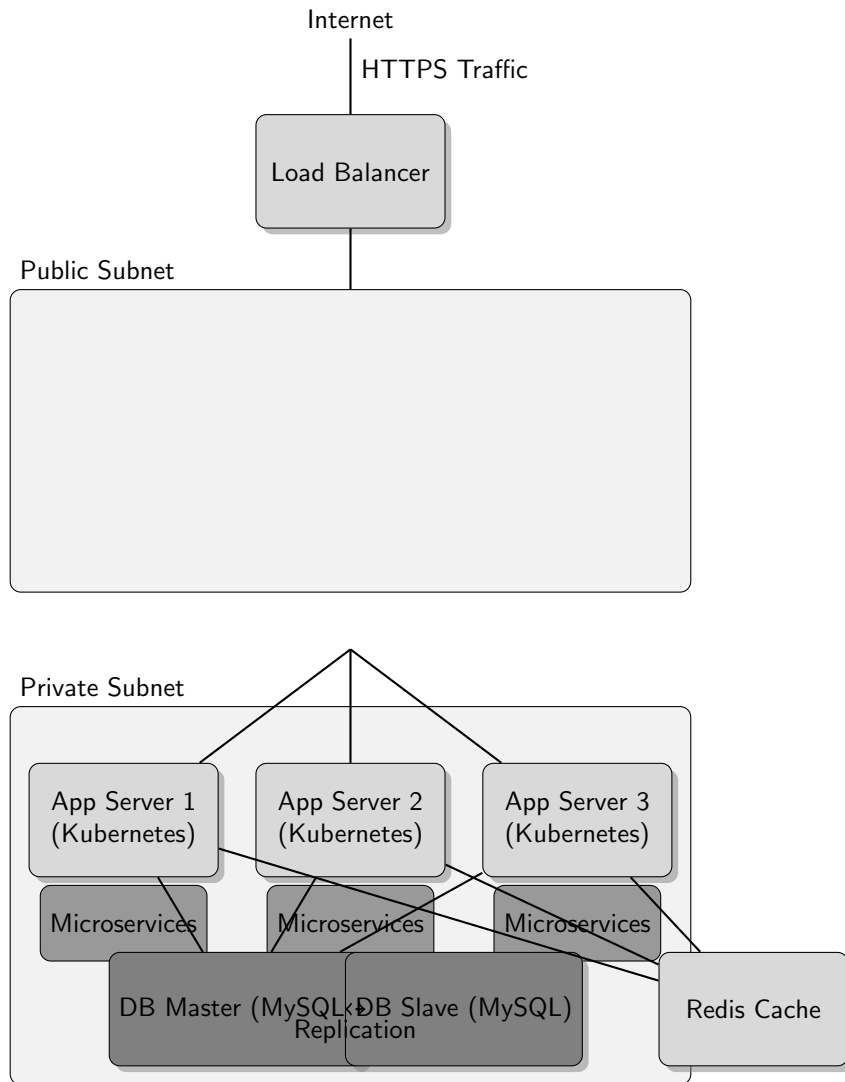 Internet
HTTPS Traffic
Load Balancer
Public Subnet
Private Subnet
App Server 1
(Kubernetes)
App Server 2
(Kubernetes)
App Server 3
(Kubernetes)
Microservices
Microservices
Microservices
DB Master (MySQL)
DB Slave (MySQL)
Replication
Redis Cache